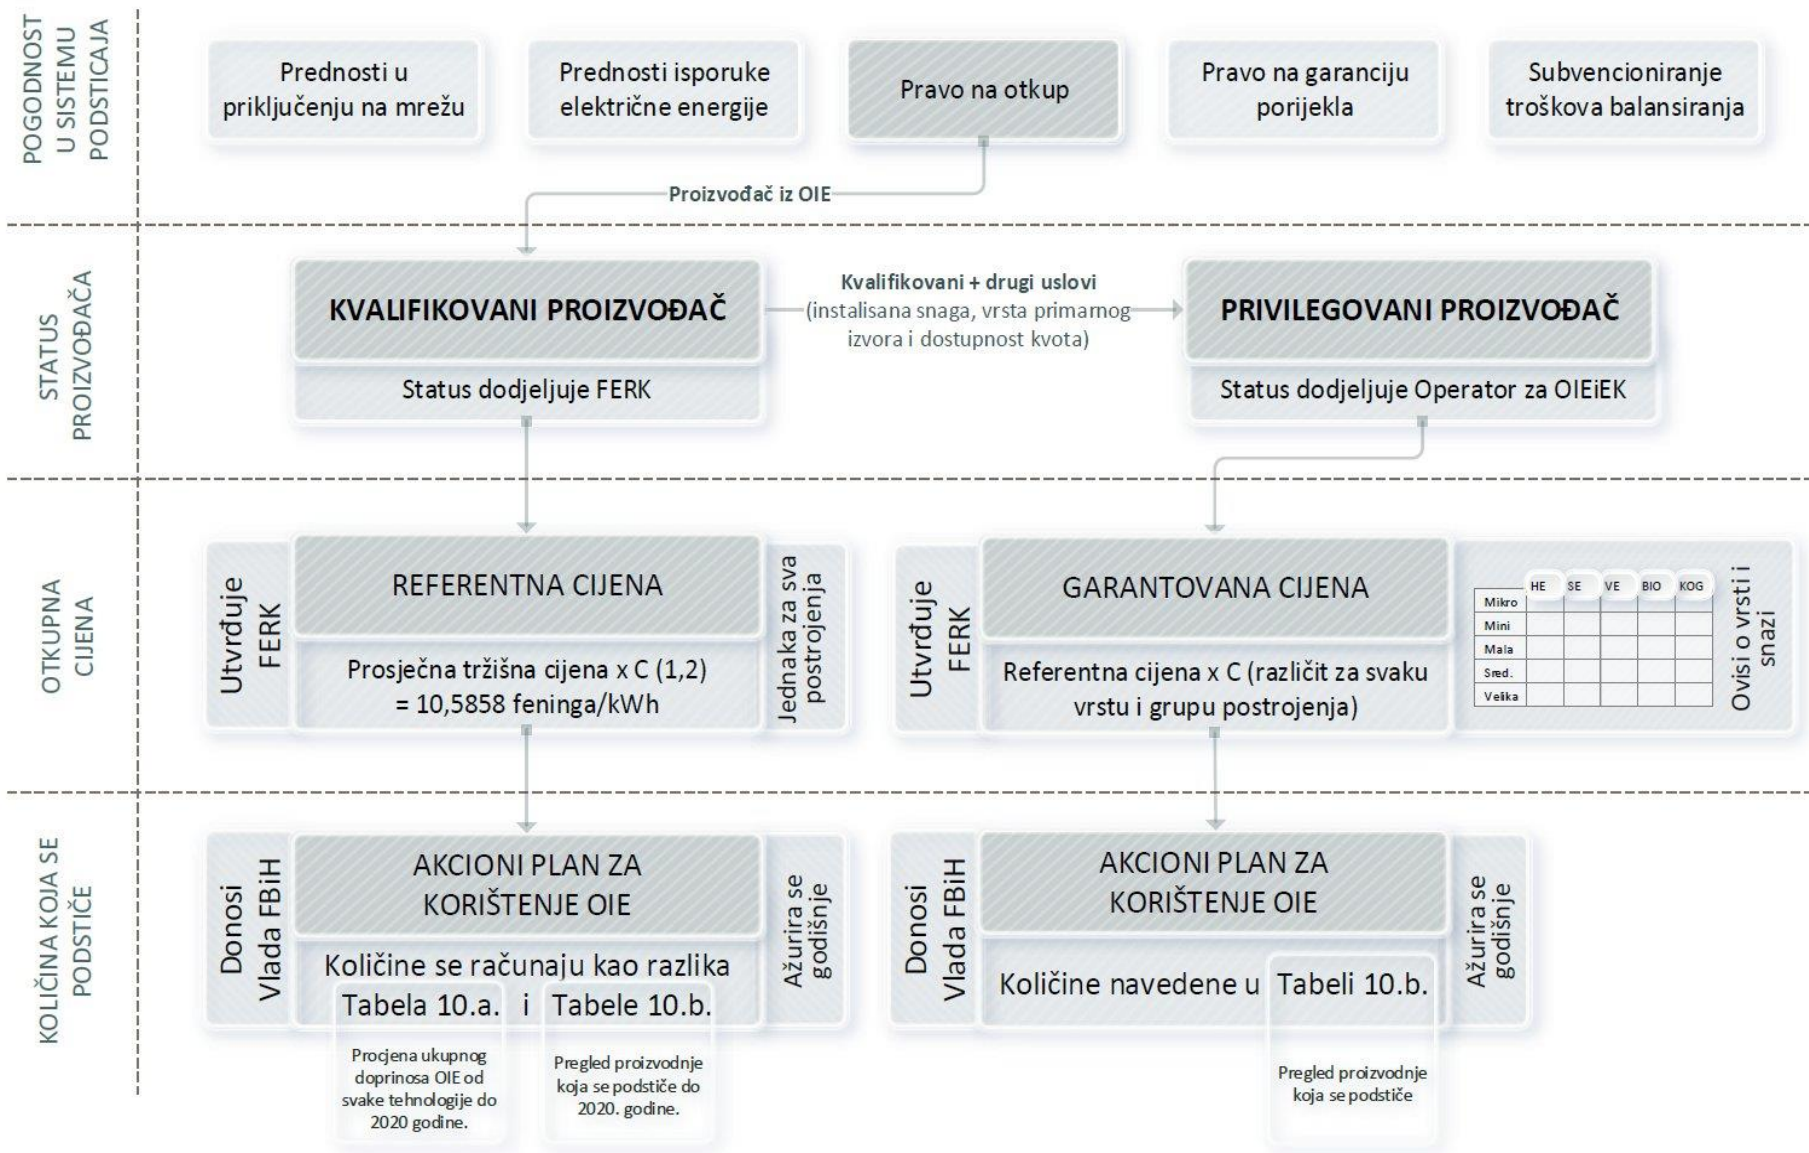 POGODNOST
U SISTEMU
PODSTICAJA
Prednosti u
priključenju na mrežu
Prednosti isporuke
električne energije
Pravo na otkup
Pravo na garanciju
porijekla
Subvencioniranje
troškova balansiranja
Proizvođač iz OIE
STATUS
PROIZVOĐAČA
KVALIFIKOVANI PROIZVOĐAČ
Status dodjeljuje FERK
Kvalifikovani + drugi uslovi
(instalisana snaga, vrsta primarnog
izvora i dostupnost kvota)
PRIVILEGOVANI PROIZVOĐAČ
Status dodjeljuje Operator za OIEiEK
OTKUPNA
CIJENA
Utvrđuje
FERK
REFERENTNA CIJENA
Prosječna tržišna cijena x C (1,2)
= 10,5858 feninga/kWh
Jednaka za sva
postrojenja
Utvrđuje
FERK
GARANTOVANA CIJENA
Referentna cijena x C (različit za svaku
vrstu i grupu postrojenja)
HE SE VE BIO KOG
Mikro
Mini
Mala
Sred.
Velika
Ovisi o vrsti i
snazi
KOLIČINA KOJA SE
PODSTIČE
Donosi
Vlada FBiH
AKCIONI PLAN ZA
KORIŠTENJE OIE
Količine se računaju kao razlika
Tabela 10.a. i Tabele 10.b.
Procjena ukupnog
doprinosa OIE od
svake tehnologije do
2020 godine.
Pregled proizvodnje
koja se podstiče do
2020. godine.
Ažurira se
godišnje
Donosi
Vlada FBiH
AKCIONI PLAN ZA
KORIŠTENJE OIE
Količine navedene u Tabeli 10.b.
Pregled proizvodnje
koja se podstiče
Ažurira se
godišnje